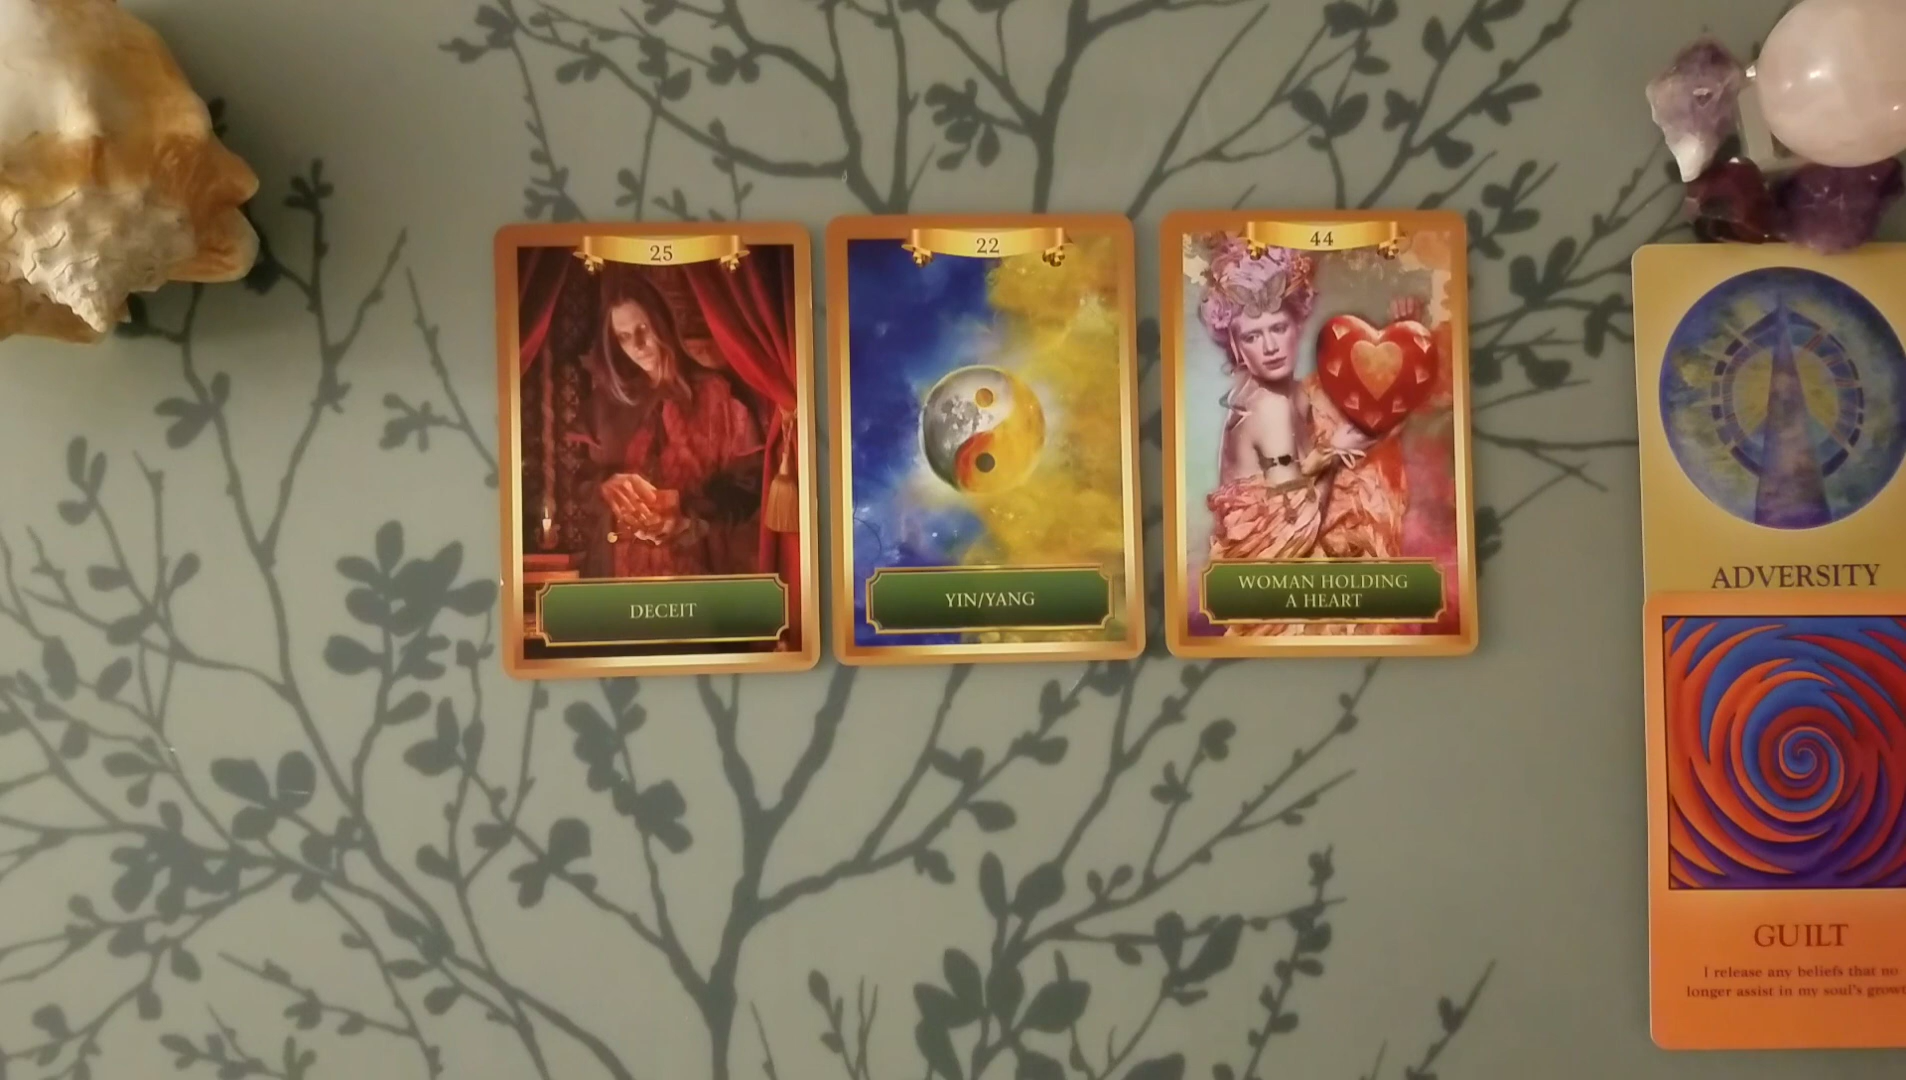 25
DECEIT
22
YIN/YANG
44
WOMAN HOLDING
A HEART
ADVERSITY
GUILT
I release any beliefs that no
longer assist in my soul's